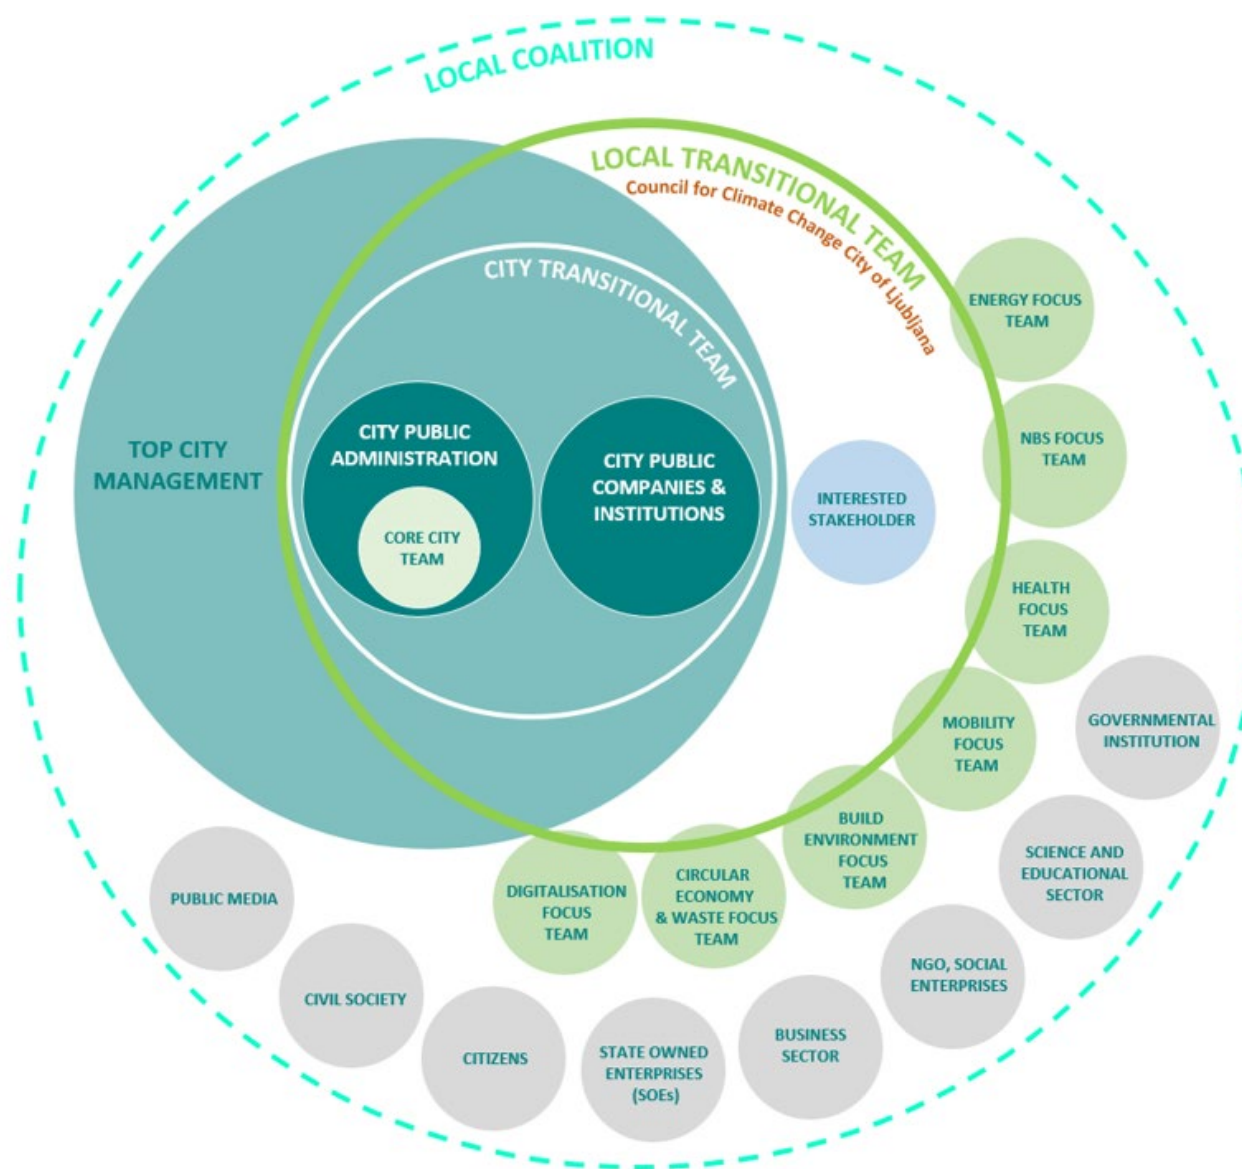 LOCAL COALITION
LOCAL TRANSITIONAL TEAM
Council for Climate Change City of Ljubljana
CITY TRANSITIONAL TEAM
TOP CITY
MANAGEMENT
CITY PUBLIC
ADMINISTRATION
CORE CITY
TEAM
CITY PUBLIC
COMPANIES &
INSTITUTIONS
INTERESTED
STAKEHOLDER
ENERGY FOCUS
TEAM
NBS FOCUS
TEAM
HEALTH
FOCUS
TEAM
MOBILITY
FOCUS
TEAM
BUILD
ENVIRONMENT
FOCUS
TEAM
CIRCULAR
ECONOMY
& WASTE FOCUS
TEAM
DIGITALISATION
FOCUS
TEAM
GOVERNMENTAL
INSTITUTION
SCIENCE AND
EDUCATIONAL
SECTOR
NGO, SOCIAL
ENTERPRISES
BUSINESS
SECTOR
STATE OWNED
ENTERPRISES
(SOEs)
CITIZENS
CIVIL SOCIETY
PUBLIC MEDIA